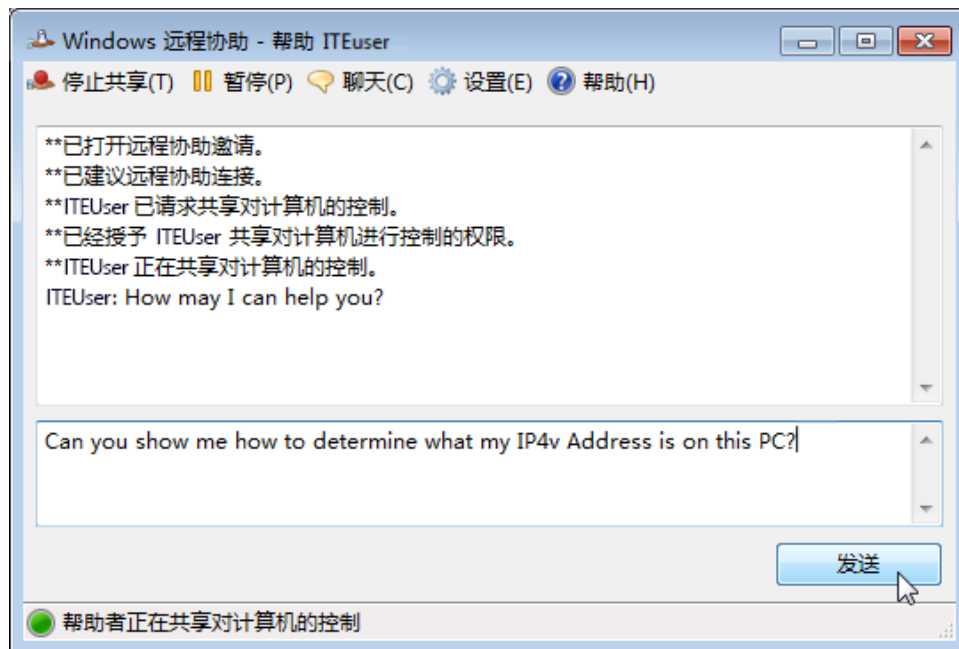 Windows 远程协助 - 帮助 ITEuser
停止共享(T) 暂停(P) 聊天(C) 设置(E) 帮助(H)
**已打开远程协助邀请。
**已建议远程协助连接。
**ITEUser 已请求共享对计算机的控制。
**已经授予 ITEUser 共享对计算机进行控制的权限。
**ITEUser 正在共享对计算机的控制。
ITEUser: How may I can help you?
Can you show me how to determine what my IP4v Address is on this PC?
发送
帮助者正在共享对计算机的控制